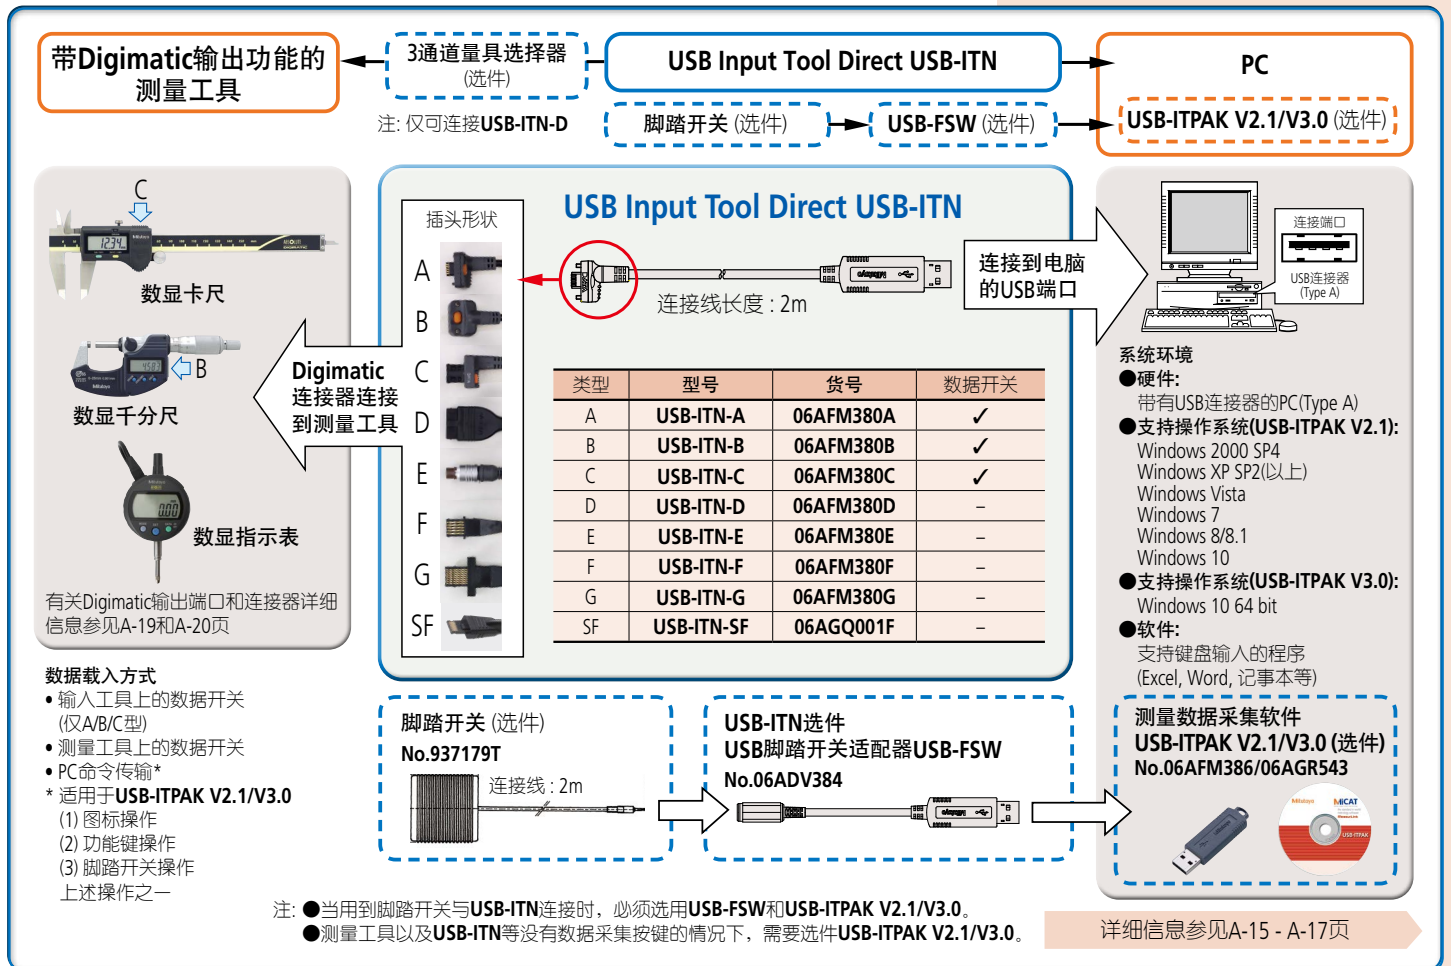 带Digimatic输出功能的
测量工具
3通道量具选择器
(选件)
USB Input Tool Direct USB-ITN
PC
注: 仅可连接USB-ITN-D
脚踏开关 (选件)
USB-FSW (选件)
USB-ITPAK V2.1/V3.0 (选件)
C
数显卡尺
B
数显千分尺
数显指示表
有关Digimatic输出端口和连接器详细
信息参见A-19和A-20页
Digimatic
连接器连接
到测量工具
插头形状
A
B
C
D
E
F
G
SF
USB Input Tool Direct USB-ITN
Mitutoyo
连接线长度 : 2m
类型 型号 货号 数据开关
A USB-ITN-A 06AFM380A ✓
B USB-ITN-B 06AFM380B ✓
C USB-ITN-C 06AFM380C ✓
D USB-ITN-D 06AFM380D –
E USB-ITN-E 06AFM380E –
F USB-ITN-F 06AFM380F –
G USB-ITN-G 06AFM380G –
SF USB-ITN-SF 06AGQ001F –
连接到电脑
的USB端口
连接端口
USB连接器
(Type A)
系统环境
●硬件:
带有USB连接器的PC(Type A)
●支持操作系统(USB-ITPAK V2.1):
Windows 2000 SP4
Windows XP SP2(以上)
Windows Vista
Windows 7
Windows 8/8.1
Windows 10
●支持操作系统(USB-ITPAK V3.0):
Windows 10 64 bit
●软件:
支持键盘输入的程序
(Excel, Word, 记事本等)
数据载入方式
• 输入工具上的数据开关
(仅A/B/C型)
• 测量工具上的数据开关
• PC命令传输*
* 适用于USB-ITPAK V2.1/V3.0
(1) 图标操作
(2) 功能键操作
(3) 脚踏开关操作
上述操作之一
脚踏开关 (选件)
No.937179T
连接线 : 2m
USB-ITN选件
USB脚踏开关适配器USB-FSW
No.06ADV384
Mitutoyo
测量数据采集软件
USB-ITPAK V2.1/V3.0 (选件)
No.06AFM386/06AGR543
Mitutoyo
MiCAT
USB-ITPAK
注: ●当用到脚踏开关与USB-ITN连接时，必须选用USB-FSW和USB-ITPAK V2.1/V3.0。
●测量工具以及USB-ITN等没有数据采集按键的情况下，需要选件USB-ITPAK V2.1/V3.0。
详细信息参见A-15 - A-17页